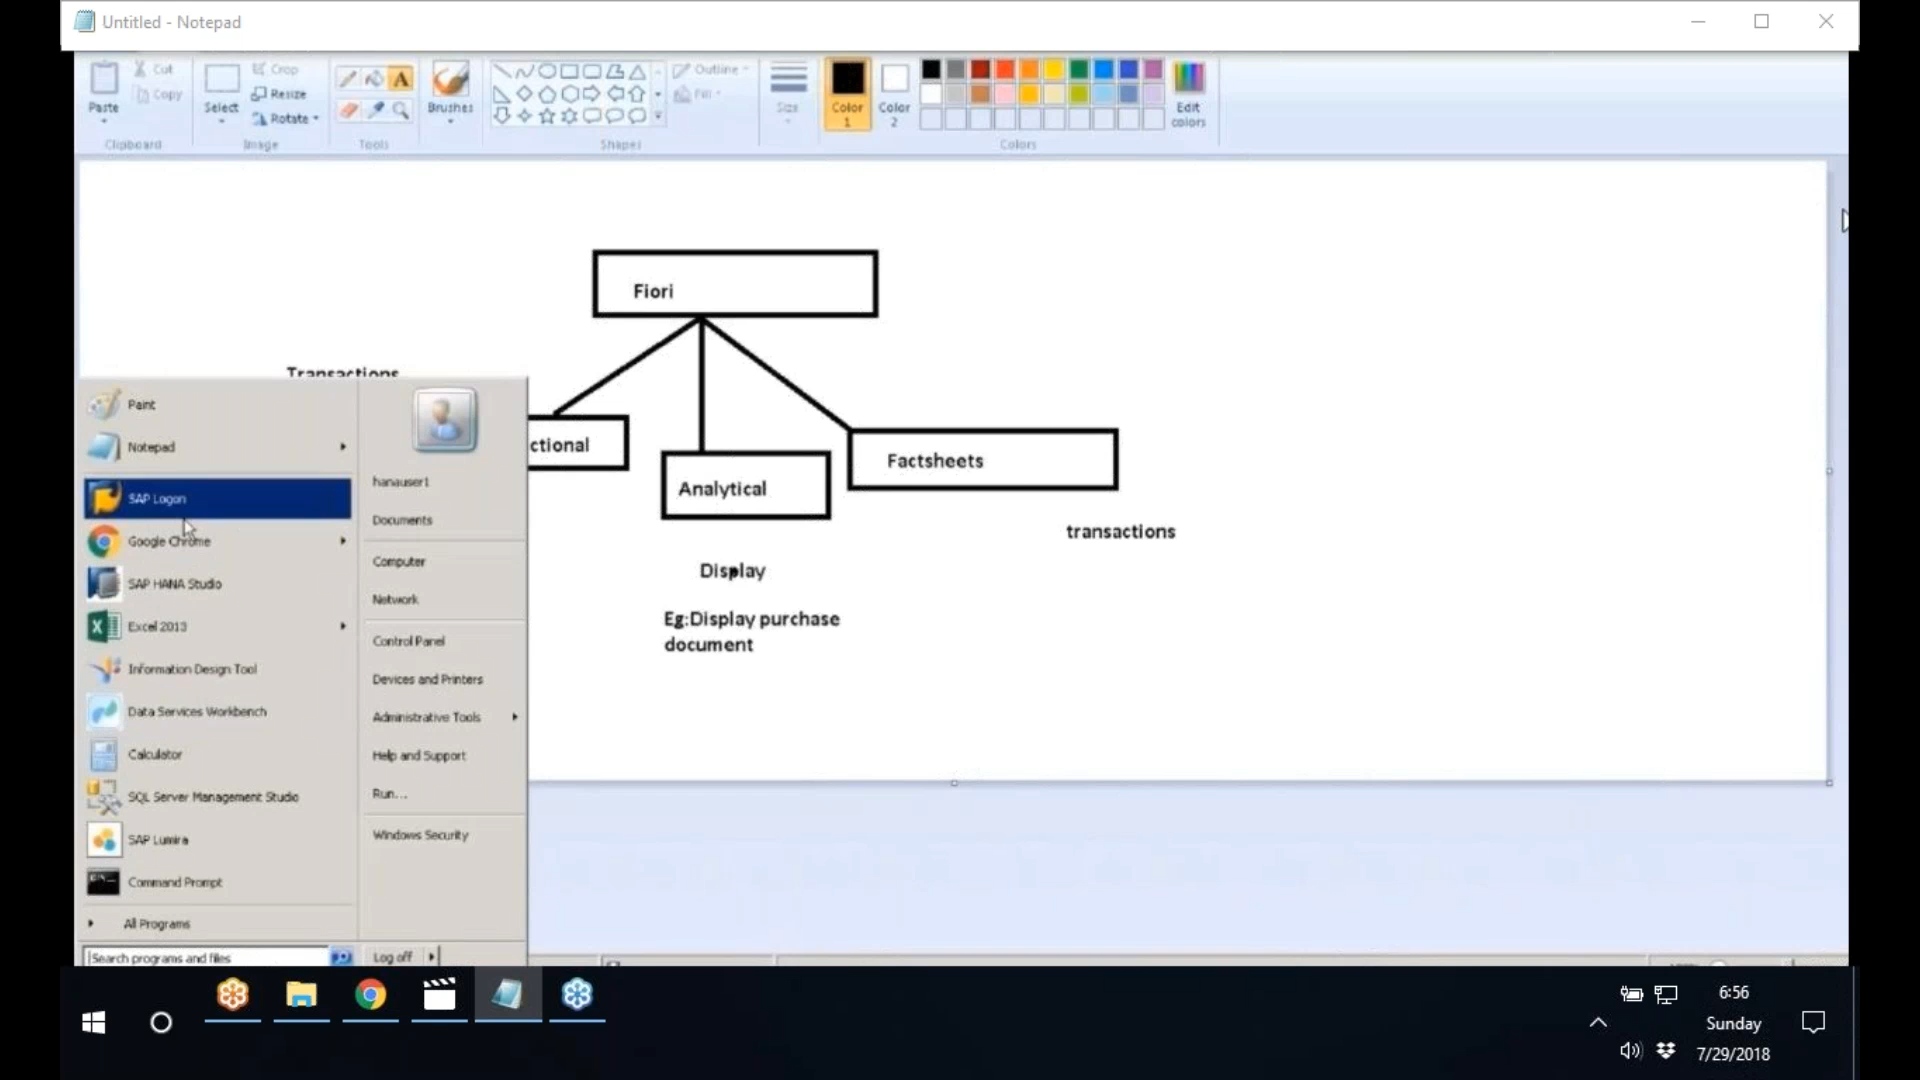 Untitled - Notepad
Paste
Cut
Copy
Clipboard
Select
Crop
Resize
Rotate
Image
A
Tools
Brushes
Shapes
Outline
Fill
Size
Color 1
Color 2
Edit colors
Colors
Fiori
Transactions
ctional
Analytical
Factsheets
transactions
Display
Eg:Display purchase
document
Paint
Notepad
SAP Logon
Google Chrome
SAP HANA Studio
Excel 2013
Information Design Tool
Data Services Workbench
Calculator
SQL Server Management Studio
SAP Lumira
Command Prompt
All Programs
Search programs and files
hanauser1
Documents
Computer
Network
Control Panel
Devices and Printers
Administrative Tools
Help and Support
Run...
Windows Security
Log off
6:56
Sunday
7/29/2018